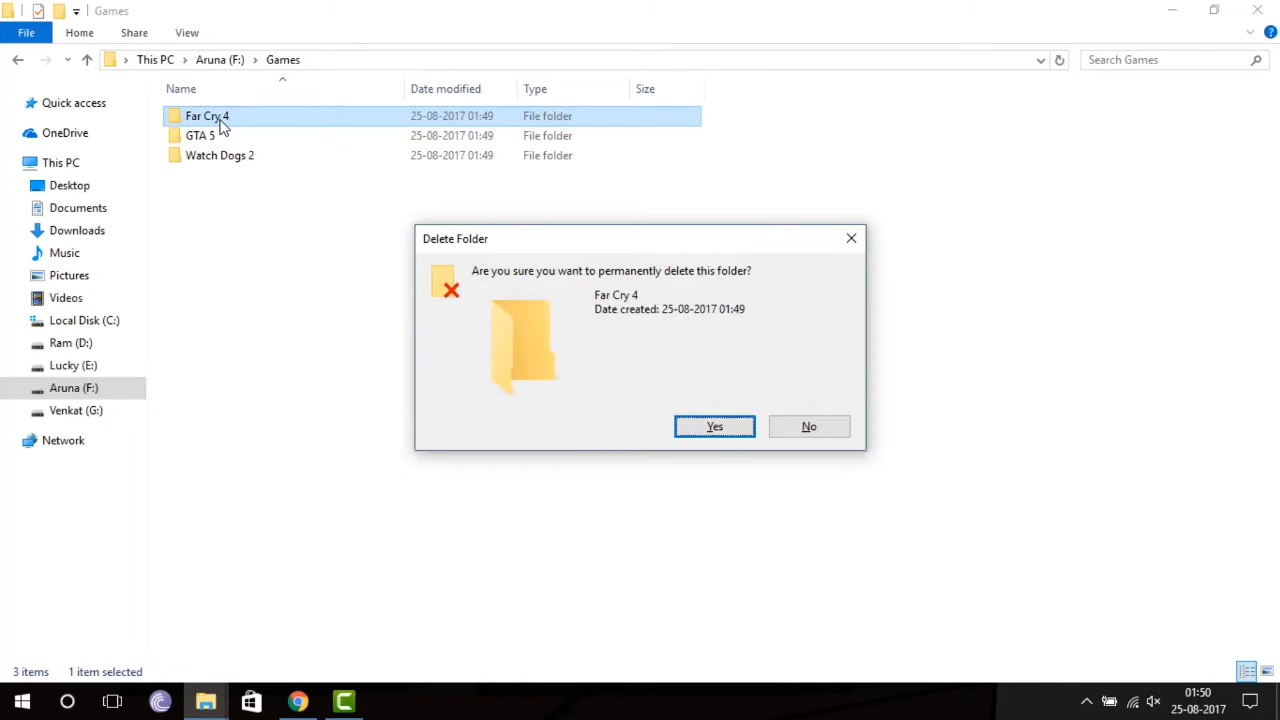 Games
File Home Share View
This PC Aruna (F:) Games Search Games
Name Date modified Type Size
Quick access
OneDrive
This PC
Desktop
Documents
Downloads
Music
Pictures
Videos
Local Disk (C:)
Ram (D:)
Lucky (E:)
Aruna (F:)
Venkat (G:)
Network
Far Cry 4 25-08-2017 01:49 File folder
GTA 5 25-08-2017 01:49 File folder
Watch Dogs 2 25-08-2017 01:49 File folder
Delete Folder
Are you sure you want to permanently delete this folder?
Far Cry 4
Date created: 25-08-2017 01:49
Yes No
3 items 1 item selected
01:50
25-08-2017